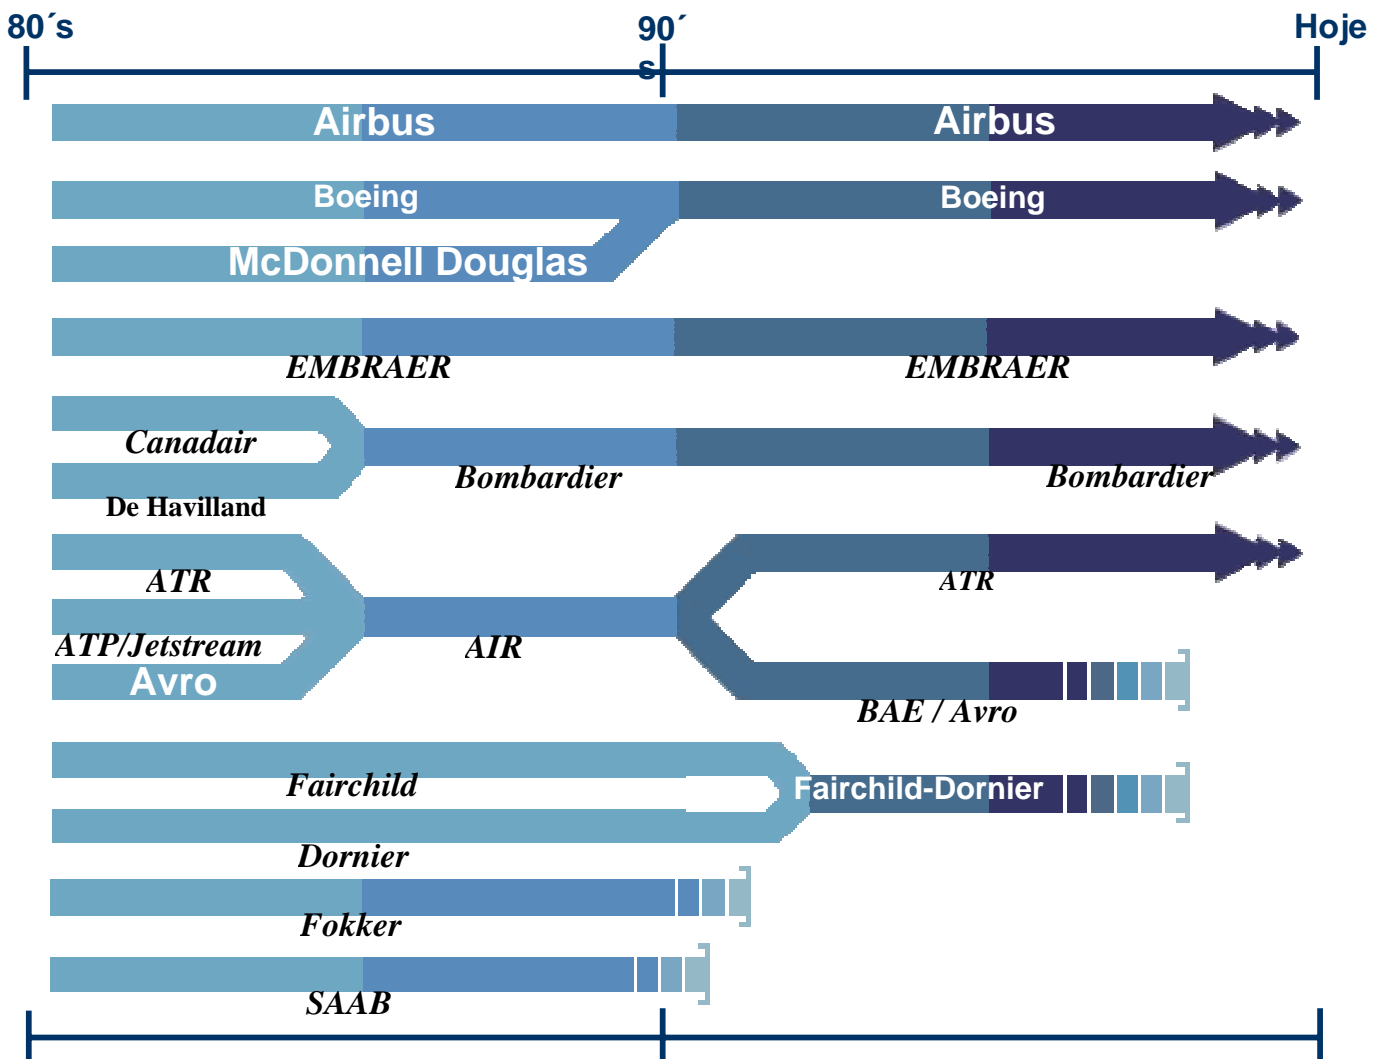 80´s
90´
s
Hoje
Airbus
Airbus
Boeing
Boeing
McDonnell Douglas
EMBRAER
EMBRAER
Canadair
Bombardier
Bombardier
De Havilland
ATR
ATR
ATP/Jetstream
AIR
Avro
BAE / Avro
Fairchild
Fairchild-Dornier
Dornier
Fokker
SAAB